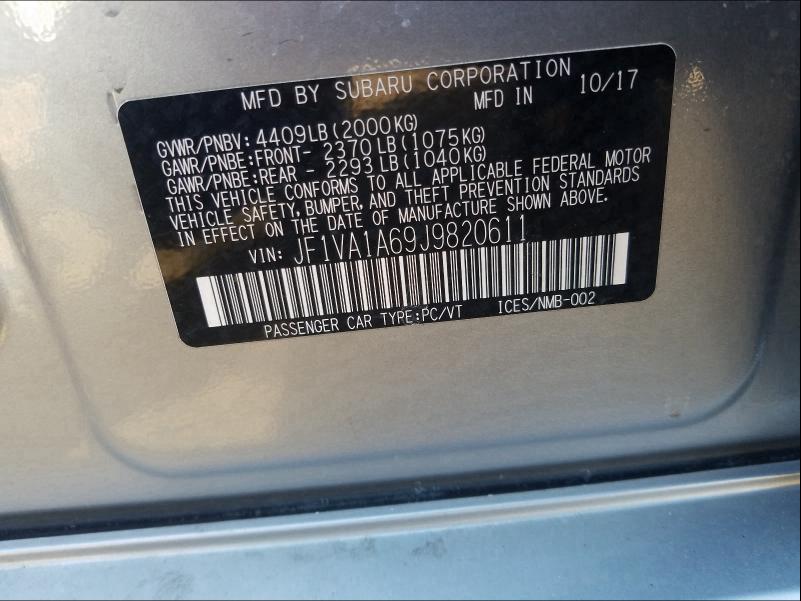 MFD BY SUBARU CORPORATION
MFD IN 10/17
GVWR/PNBV: 4409LB(2000KG)
GAWR/PNBE:FRONT- 2370LB(1075KG)
GAWR/PNBE:REAR - 2293LB(1040KG)
THIS VEHICLE CONFORMS TO ALL APPLICABLE FEDERAL MOTOR
VEHICLE SAFETY, BUMPER, AND THEFT PREVENTION STANDARDS
IN EFFECT ON THE DATE OF MANUFACTURE SHOWN ABOVE.
VIN: JF1VA1A69J9820611
PASSENGER CAR TYPE:PC/VT ICES/NMB-002